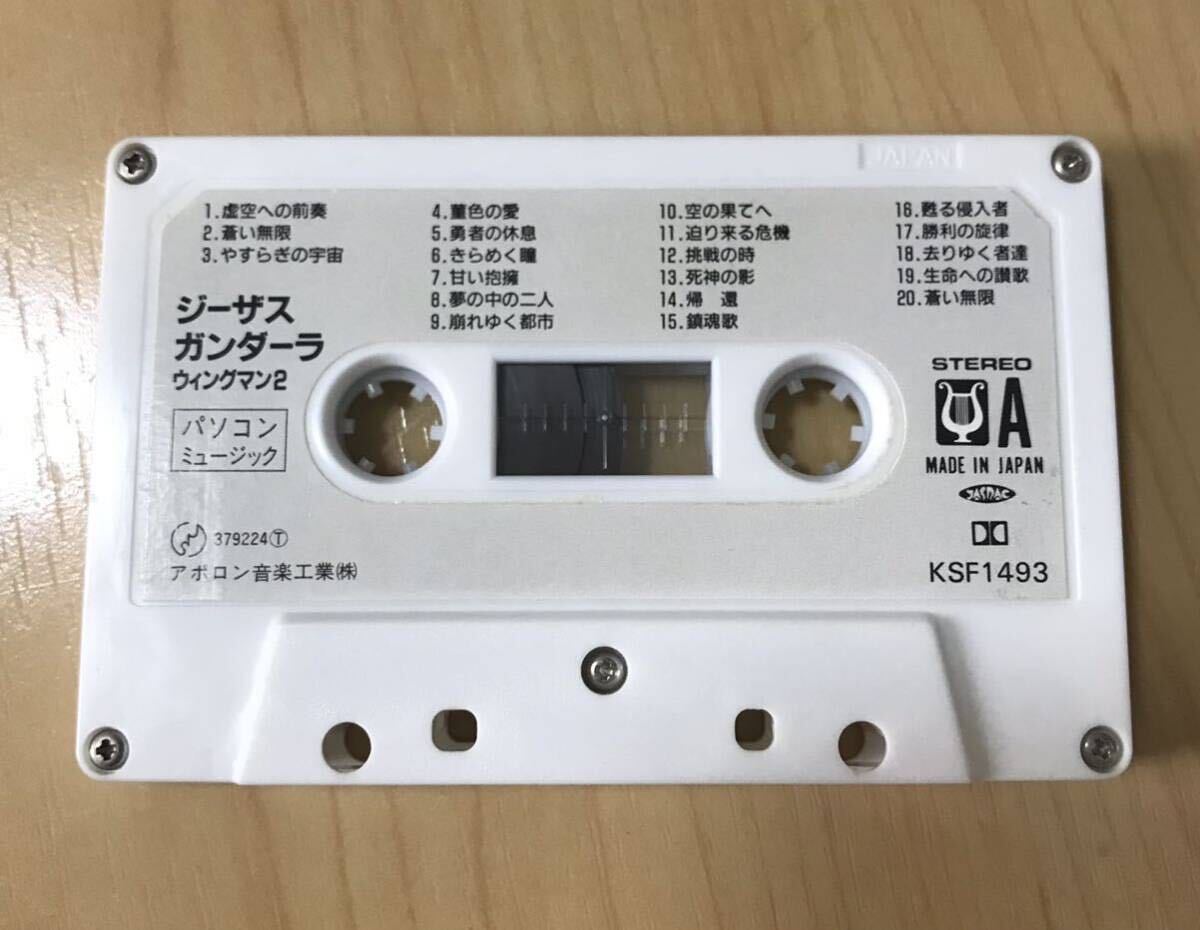 JAPAN
1.虚空への前奏
2.蒼い無限
3.やすらぎの宇宙
4.菫色の愛
5.勇者の休息
6.きらめく瞳
7.甘い抱擁
8.夢の中の二人
9.崩れゆく都市
10.空の果てへ
11.迫り来る危機
12.挑戦の時
13.死神の影
14.帰 還
15.鎮魂歌
16.甦る侵入者
17.勝利の旋律
18.去りゆく者達
19.生命への讃歌
20.蒼い無限
ジーザス
ガンダーラ
ウィングマン2
パソコン
ミュージック
379224Ⓣ
アポロン音楽工業㈱
STEREO
A
MADE IN JAPAN
JASRAC
KSF1493